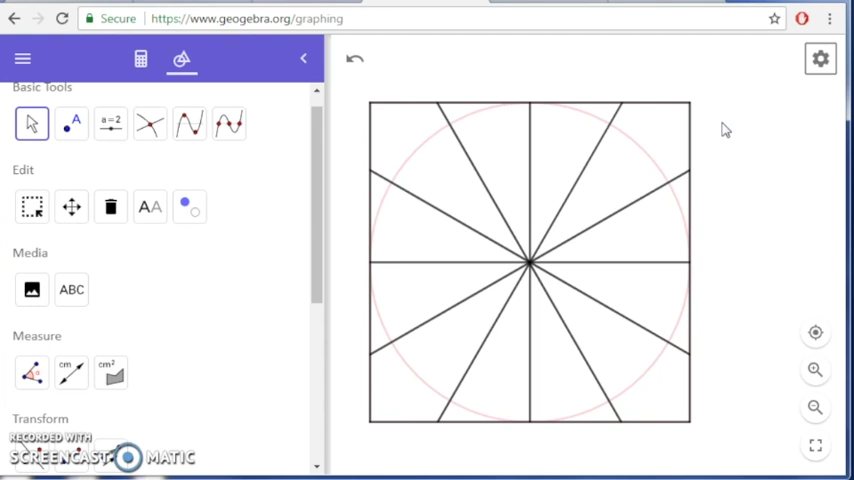 Secure
https://www.geogebra.org/graphing
Basic Tools
A
a=2
Edit
AA
Media
ABC
Measure
α
cm
cm²
Transform
RECORDED WITH
SCREENCAST MATIC